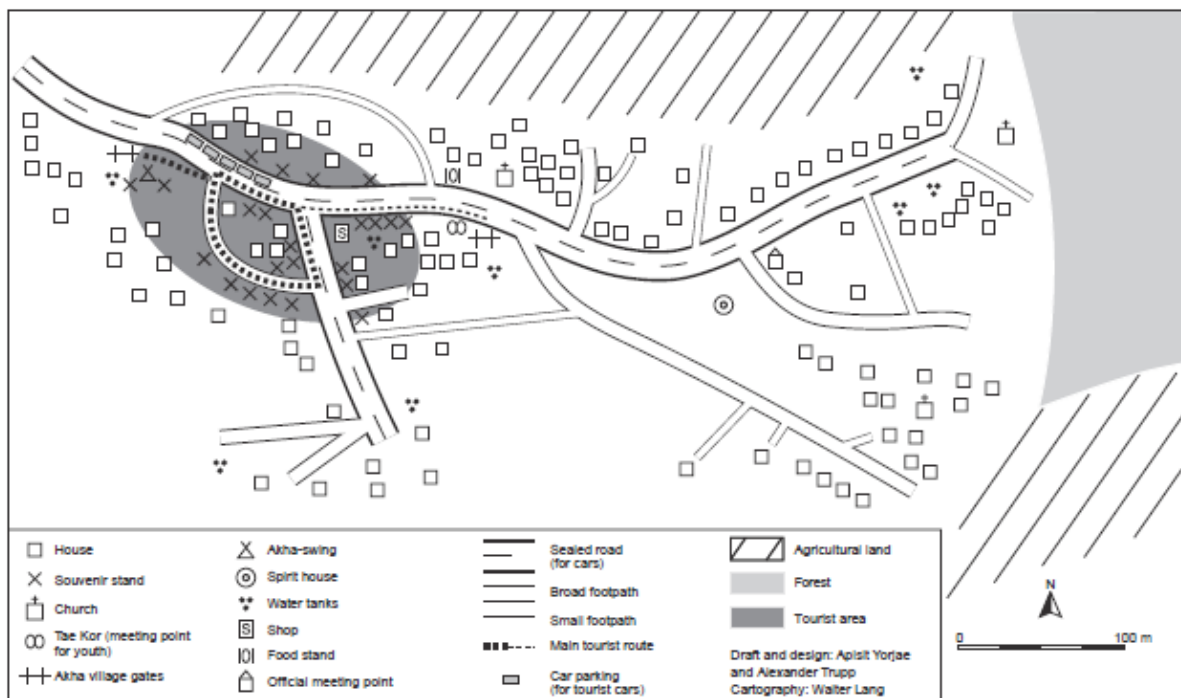 S
N
0 100 m
House
Souvenir stand
Church
Tae Kor (meeting point
for youth)
Akha village gates
Akha-swing
Spirit house
Water tanks
S Shop
Food stand
Official meeting point
Sealed road
(for cars)
Broad footpath
Small footpath
Main tourist route
Car parking
(for tourist cars)
Agricultural land
Forest
Tourist area
Draft and design: Apisit Yorjae
and Alexander Trupp
Cartography: Walter Lang